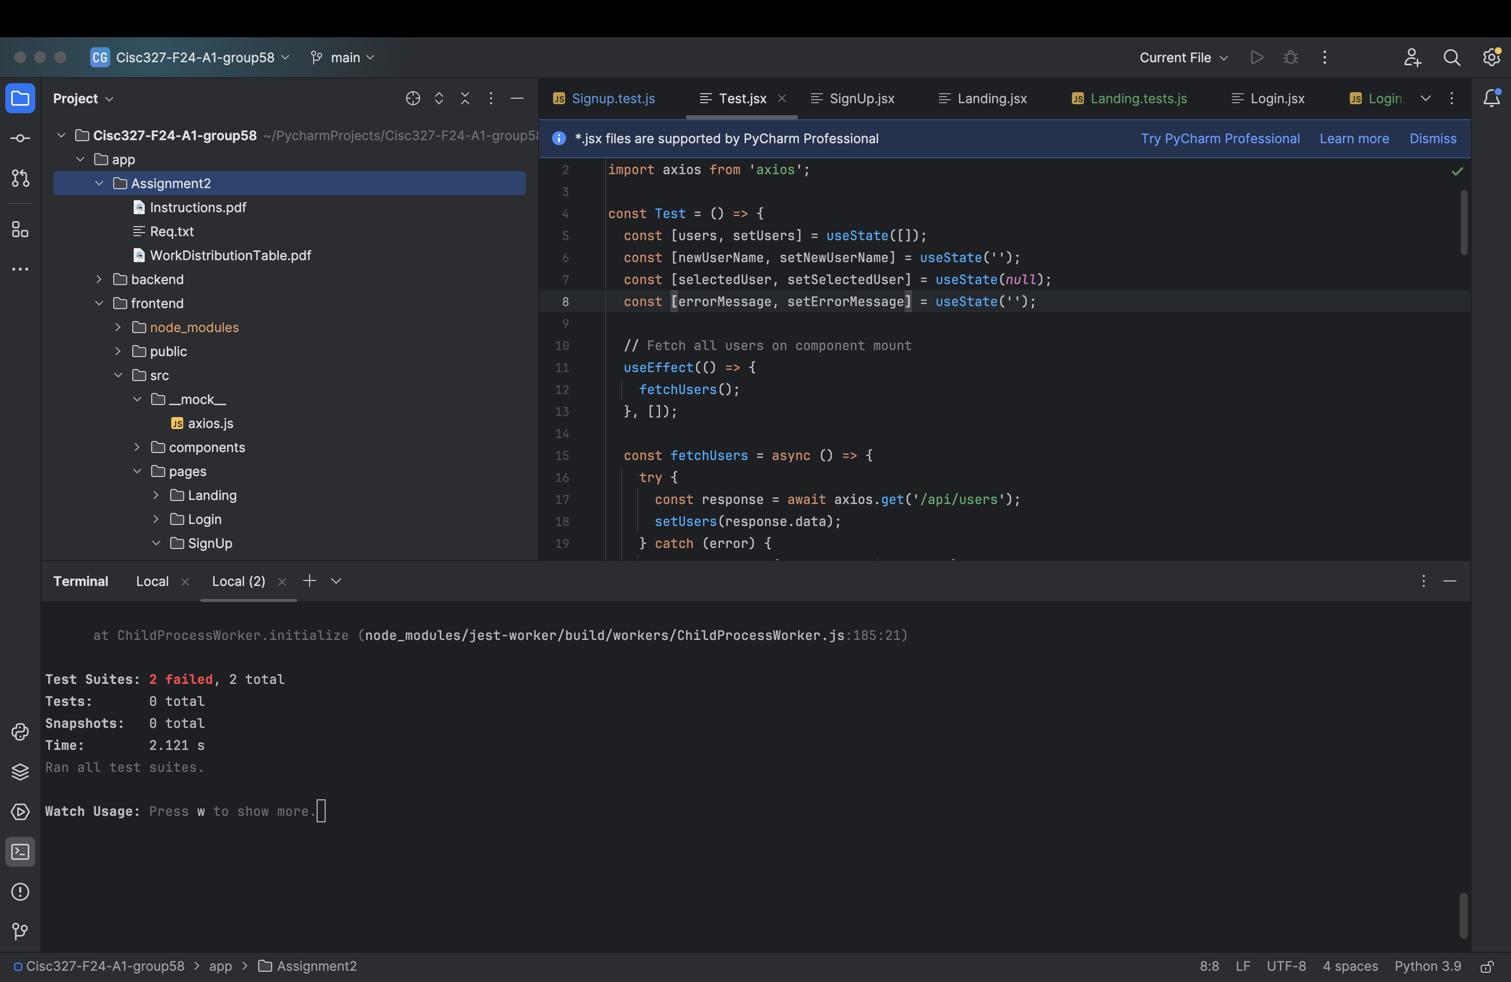 CG Cisc327-F24-A1-group58 main Current File
Project
Signup.test.js Test.jsx SignUp.jsx Landing.jsx Landing.tests.js Login.jsx Login.
Cisc327-F24-A1-group58 ~/PycharmProjects/Cisc327-F24-A1-group58
*.jsx files are supported by PyCharm Professional Try PyCharm Professional Learn more Dismiss
app
Assignment2
Instructions.pdf
Req.txt
WorkDistributionTable.pdf
backend
frontend
node_modules
public
src
__mock__
JS axios.js
components
pages
Landing
Login
SignUp
2 import axios from 'axios';
3
4 const Test = () => {
5 const [users, setUsers] = useState([]);
6 const [newUserName, setNewUserName] = useState('');
7 const [selectedUser, setSelectedUser] = useState(null);
8 const [errorMessage, setErrorMessage] = useState('');
9
10 // Fetch all users on component mount
11 useEffect(() => {
12 fetchUsers();
13 }, []);
14
15 const fetchUsers = async () => {
16 try {
17 const response = await axios.get('/api/users');
18 setUsers(response.data);
19 } catch (error) {
Terminal Local Local (2)
at ChildProcessWorker.initialize (node_modules/jest-worker/build/workers/ChildProcessWorker.js:185:21)
Test Suites: 2 failed, 2 total
Tests: 0 total
Snapshots: 0 total
Time: 2.121 s
Ran all test suites.
Watch Usage: Press w to show more.
Cisc327-F24-A1-group58 > app > Assignment2 8:8 LF UTF-8 4 spaces Python 3.9